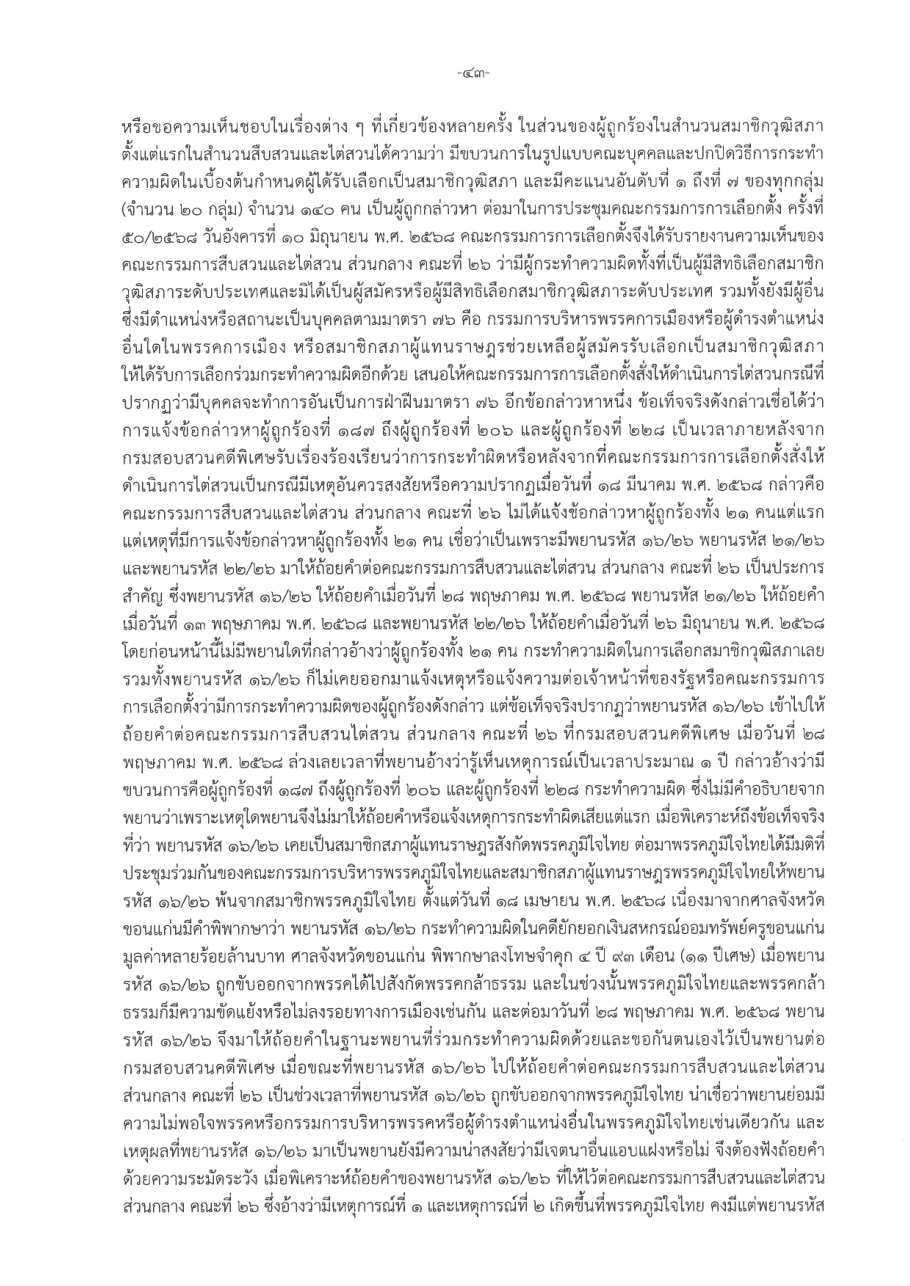 -๔๓-
หรือขอความเห็นชอบในเรื่องต่าง ๆ ที่เกี่ยวข้องหลายครั้ง ในส่วนของผู้ถูกร้องในสำนวนสมาชิกวุฒิสภา
ตั้งแต่แรกในสำนวนสืบสวนและไต่สวนได้ความว่า มีขบวนการในรูปแบบคณะบุคคลและปกปิดวิธีการกระทำ
ความผิดในเบื้องต้นกำหนดผู้ได้รับเลือกเป็นสมาชิกวุฒิสภา และมีคะแนนอันดับที่ ๑ ถึงที่ ๗ ของทุกกลุ่ม
(จำนวน ๒๐ กลุ่ม) จำนวน ๑๔๐ คน เป็นผู้ถูกกล่าวหา ต่อมาในการประชุมคณะกรรมการการเลือกตั้ง ครั้งที่
๕๐/๒๕๖๘ วันอังคารที่ ๑๐ มิถุนายน พ.ศ. ๒๕๖๘ คณะกรรมการการเลือกตั้งจึงได้รับรายงานความเห็นของ
คณะกรรมการสืบสวนและไต่สวน ส่วนกลาง คณะที่ ๒๖ ว่ามีผู้กระทำความผิดทั้งที่เป็นผู้มีสิทธิเลือกสมาชิก
วุฒิสภาระดับประเทศและมิได้เป็นผู้สมัครหรือผู้มีสิทธิเลือกสมาชิกวุฒิสภาระดับประเทศ รวมทั้งยังมีผู้อื่น
ซึ่งมีตำแหน่งหรือสถานะเป็นบุคคลตามมาตรา ๗๖ คือ กรรมการบริหารพรรคการเมืองหรือผู้ดำรงตำแหน่ง
อื่นใดในพรรคการเมือง หรือสมาชิกสภาผู้แทนราษฎรช่วยเหลือผู้สมัครรับเลือกเป็นสมาชิกวุฒิสภา
ให้ได้รับการเลือกร่วมกระทำความผิดอีกด้วย เสนอให้คณะกรรมการการเลือกตั้งสั่งให้ดำเนินการไต่สวนกรณีที่
ปรากฏว่ามีบุคคลจะทำการอันเป็นการฝ่าฝืนมาตรา ๗๖ อีกข้อกล่าวหาหนึ่ง ข้อเท็จจริงดังกล่าวเชื่อได้ว่า
การแจ้งข้อกล่าวหาผู้ถูกร้องที่ ๑๘๗ ถึงผู้ถูกร้องที่ ๒๐๖ และผู้ถูกร้องที่ ๒๒๘ เป็นเวลาภายหลังจาก
กรมสอบสวนคดีพิเศษรับเรื่องร้องเรียนว่าการกระทำผิดหรือหลังจากที่คณะกรรมการการเลือกตั้งสั่งให้
ดำเนินการไต่สวนเป็นกรณีมีเหตุอันควรสงสัยหรือความปรากฏเมื่อวันที่ ๑๘ มีนาคม พ.ศ. ๒๕๖๘ กล่าวคือ
คณะกรรมการสืบสวนและไต่สวน ส่วนกลาง คณะที่ ๒๖ ไม่ได้แจ้งข้อกล่าวหาผู้ถูกร้องทั้ง ๒๑ คนแต่แรก
แต่เหตุที่มีการแจ้งข้อกล่าวหาผู้ถูกร้องทั้ง ๒๑ คน เชื่อว่าเป็นเพราะมีพยานรหัส ๑๖/๒๖ พยานรหัส ๒๑/๒๖
และพยานรหัส ๒๒/๒๖ มาให้ถ้อยคำต่อคณะกรรมการสืบสวนและไต่สวน ส่วนกลาง คณะที่ ๒๖ เป็นประการ
สำคัญ ซึ่งพยานรหัส ๑๖/๒๖ ให้ถ้อยคำเมื่อวันที่ ๒๘ พฤษภาคม พ.ศ. ๒๕๖๘ พยานรหัส ๒๑/๒๖ ให้ถ้อยคำ
เมื่อวันที่ ๑๓ พฤษภาคม พ.ศ. ๒๕๖๘ และพยานรหัส ๒๒/๒๖ ให้ถ้อยคำเมื่อวันที่ ๒๖ มิถุนายน พ.ศ. ๒๕๖๘
โดยก่อนหน้านี้ไม่มีพยานใดที่กล่าวอ้างว่าผู้ถูกร้องทั้ง ๒๑ คน กระทำความผิดในการเลือกสมาชิกวุฒิสภาเลย
รวมทั้งพยานรหัส ๑๖/๒๖ ก็ไม่เคยออกมาแจ้งเหตุหรือแจ้งความต่อเจ้าหน้าที่ของรัฐหรือคณะกรรมการ
การเลือกตั้งว่ามีการกระทำความผิดของผู้ถูกร้องดังกล่าว แต่ข้อเท็จจริงปรากฏว่าพยานรหัส ๑๖/๒๖ เข้าไปให้
ถ้อยคำต่อคณะกรรมการสืบสวนไต่สวน ส่วนกลาง คณะที่ ๒๖ ที่กรมสอบสวนคดีพิเศษ เมื่อวันที่ ๒๘
พฤษภาคม พ.ศ. ๒๕๖๘ ล่วงเลยเวลาที่พยานอ้างว่ารู้เห็นเหตุการณ์เป็นเวลาประมาณ ๑ ปี กล่าวอ้างว่ามี
ขบวนการคือผู้ถูกร้องที่ ๑๘๗ ถึงผู้ถูกร้องที่ ๒๐๖ และผู้ถูกร้องที่ ๒๒๘ กระทำความผิด ซึ่งไม่มีคำอธิบายจาก
พยานว่าเพราะเหตุใดพยานจึงไม่มาให้ถ้อยคำหรือแจ้งเหตุการกระทำผิดเสียแต่แรก เมื่อพิเคราะห์ถึงข้อเท็จจริง
ที่ว่า พยานรหัส ๑๖/๒๖ เคยเป็นสมาชิกสภาผู้แทนราษฎรสังกัดพรรคภูมิใจไทย ต่อมาพรรคภูมิใจไทยได้มีมติที่
ประชุมร่วมกันของคณะกรรมการบริหารพรรคภูมิใจไทยและสมาชิกสภาผู้แทนราษฎรพรรคภูมิใจไทยให้พยาน
รหัส ๑๖/๒๖ พ้นจากสมาชิกพรรคภูมิใจไทย ตั้งแต่วันที่ ๑๘ เมษายน พ.ศ. ๒๕๖๘ เนื่องมาจากศาลจังหวัด
ขอนแก่นมีคำพิพากษาว่า พยานรหัส ๑๖/๒๖ กระทำความผิดในคดียักยอกเงินสหกรณ์ออมทรัพย์ครูขอนแก่น
มูลค่าหลายร้อยล้านบาท ศาลจังหวัดขอนแก่น พิพากษาลงโทษจำคุก ๔ ปี ๙๓ เดือน (๑๑ ปีเศษ) เมื่อพยาน
รหัส ๑๖/๒๖ ถูกขับออกจากพรรคได้ไปสังกัดพรรคกล้าธรรม และในช่วงนั้นพรรคภูมิใจไทยและพรรคกล้า
ธรรมก็มีความขัดแย้งหรือไม่ลงรอยทางการเมืองเช่นกัน และต่อมาวันที่ ๒๘ พฤษภาคม พ.ศ. ๒๕๖๘ พยาน
รหัส ๑๖/๒๖ จึงมาให้ถ้อยคำในฐานะพยานที่ร่วมกระทำความผิดด้วยและขอกันตนเองไว้เป็นพยานต่อ
กรมสอบสวนคดีพิเศษ เมื่อขณะที่พยานรหัส ๑๖/๒๖ ไปให้ถ้อยคำต่อคณะกรรมการสืบสวนและไต่สวน
ส่วนกลาง คณะที่ ๒๖ เป็นช่วงเวลาที่พยานรหัส ๑๖/๒๖ ถูกขับออกจากพรรคภูมิใจไทย น่าเชื่อว่าพยานย่อมมี
ความไม่พอใจพรรคหรือกรรมการบริหารพรรคหรือผู้ดำรงตำแหน่งอื่นในพรรคภูมิใจไทยเช่นเดียวกัน และ
เหตุผลที่พยานรหัส ๑๖/๒๖ มาเป็นพยานยังมีความน่าสงสัยว่ามีเจตนาอื่นแอบแฝงหรือไม่ จึงต้องฟังถ้อยคำ
ด้วยความระมัดระวัง เมื่อพิเคราะห์ถ้อยคำของพยานรหัส ๑๖/๒๖ ที่ให้ไว้ต่อคณะกรรมการสืบสวนและไต่สวน
ส่วนกลาง คณะที่ ๒๖ ซึ่งอ้างว่ามีเหตุการณ์ที่ ๑ และเหตุการณ์ที่ ๒ เกิดขึ้นที่พรรคภูมิใจไทย คงมีแต่พยานรหัส